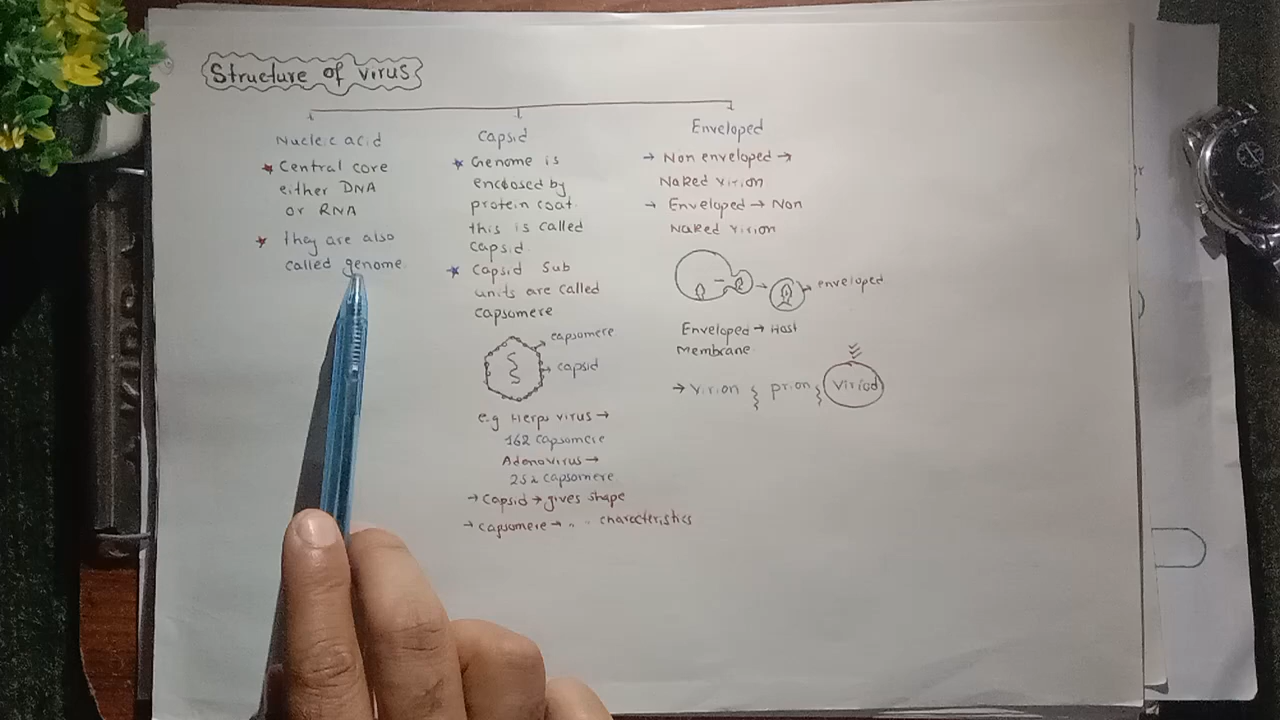 Structure of virus
Nucleic acid
★ Central core
either DNA
or RNA
★ they are also
called genome.
Capsid
★ Genome is
enclosed by
protein coat.
this is called
capsid.
★ Capsid Sub
units are called
capsomere
capsomere
capsid
e.g Herps virus →
162 capsomere
Adenovirus →
252 capsomere.
→ Capsid → gives shape
→ capsomere → " " characteristics
Enveloped
→ Non enveloped →
Naked virion
→ Enveloped → Non
Naked virion
enveloped
Enveloped → Host
Membrane
→ virion } prion } viriod